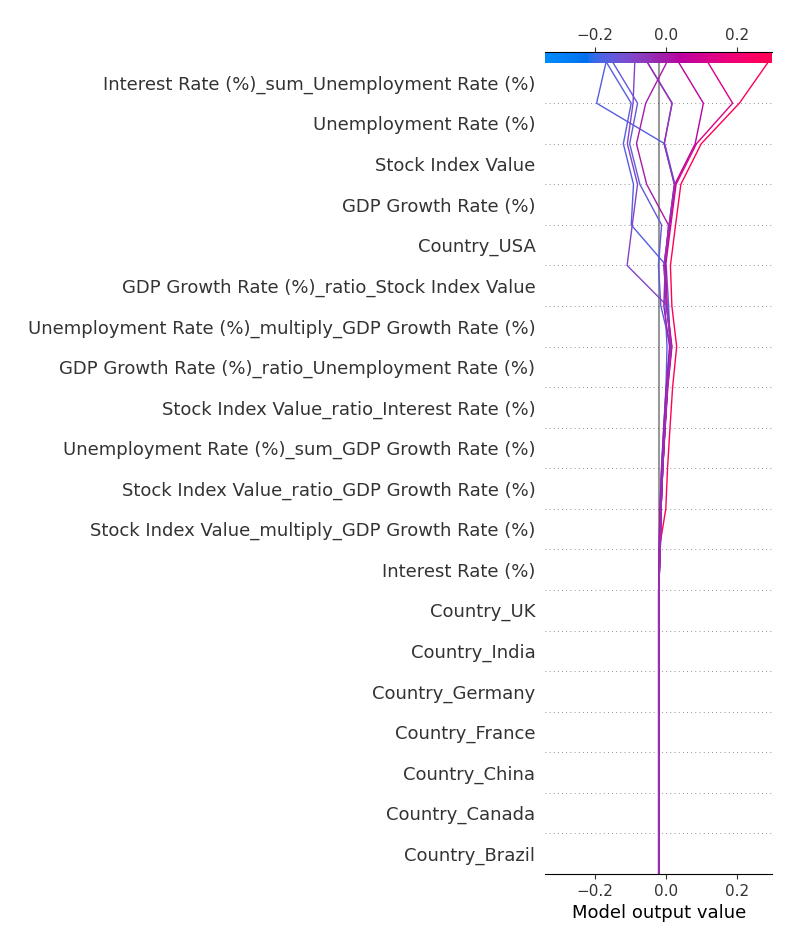 −0.2 0.0 0.2
Interest Rate (%)_sum_Unemployment Rate (%)
Unemployment Rate (%)
Stock Index Value
GDP Growth Rate (%)
Country_USA
GDP Growth Rate (%)_ratio_Stock Index Value
Unemployment Rate (%)_multiply_GDP Growth Rate (%)
GDP Growth Rate (%)_ratio_Unemployment Rate (%)
Stock Index Value_ratio_Interest Rate (%)
Unemployment Rate (%)_sum_GDP Growth Rate (%)
Stock Index Value_ratio_GDP Growth Rate (%)
Stock Index Value_multiply_GDP Growth Rate (%)
Interest Rate (%)
Country_UK
Country_India
Country_Germany
Country_France
Country_China
Country_Canada
Country_Brazil
−0.2 0.0 0.2
Model output value